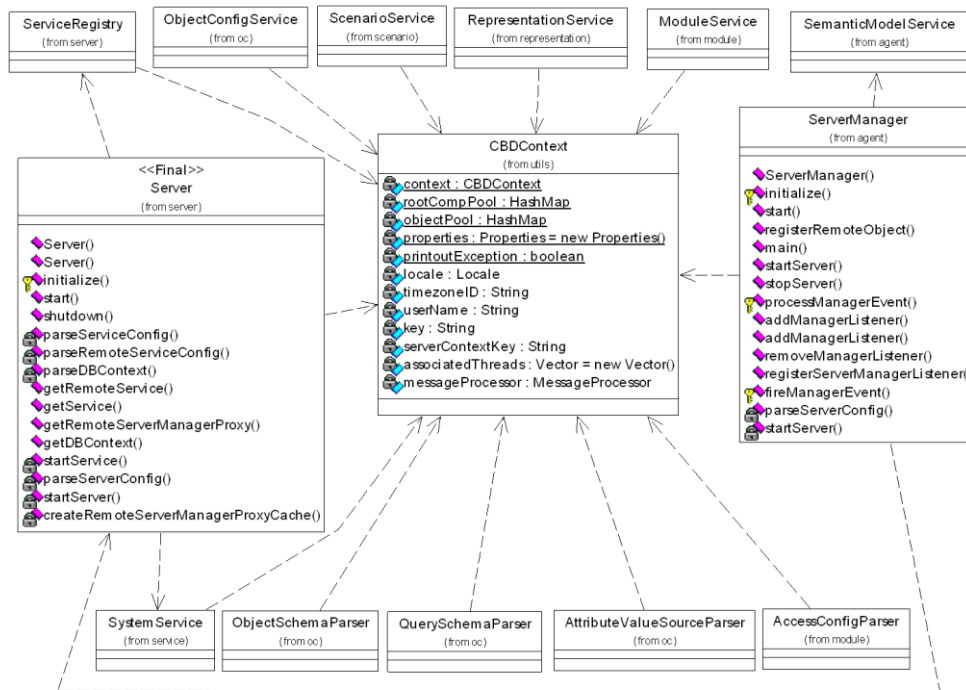 ServiceRegistry
(from server)
ObjectConfigService
(from oc)
ScenarioService
(from scenario)
RepresentationService
(from representation)
ModuleService
(from module)
SemanticModelService
(from agent)
<<Final>>
Server
(from server)
Server()
Server()
initialize()
start()
shutdown()
parseServiceConfig()
parseRemoteServiceConfig()
parseDBContext()
getRemoteService()
getService()
getRemoteServerManagerProxy()
getDBContext()
startService()
parseServerConfig()
startServer()
createRemoteServerManagerProxyCache()
CBDContext
(from utils)
context : CBDContext
rootCompPool : HashMap
objectPool : HashMap
properties : Properties = new Properties()
printoutException : boolean
locale : Locale
timezoneID : String
userName : String
key : String
serverContextKey : String
associatedThreads : Vector = new Vector()
messageProcessor : MessageProcessor
ServerManager
(from agent)
ServerManager()
initialize()
start()
registerRemoteObject()
main()
startServer()
stopServer()
processManagerEvent()
addManagerListener()
addManagerListener()
removeManagerListener()
registerServerManagerListener()
fireManagerEvent()
parseServerConfig()
startServer()
SystemService
(from service)
ObjectSchemaParser
(from oc)
QuerySchemaParser
(from oc)
AttributeValueSourceParser
(from oc)
AccessConfigParser
(from module)